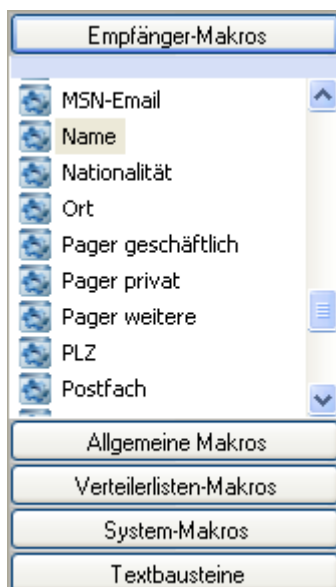 Empfänger-Makros
MSN-Email
Name
Nationalität
Ort
Pager geschäftlich
Pager privat
Pager weitere
PLZ
Postfach
Allgemeine Makros
Verteilerlisten-Makros
System-Makros
Textbausteine